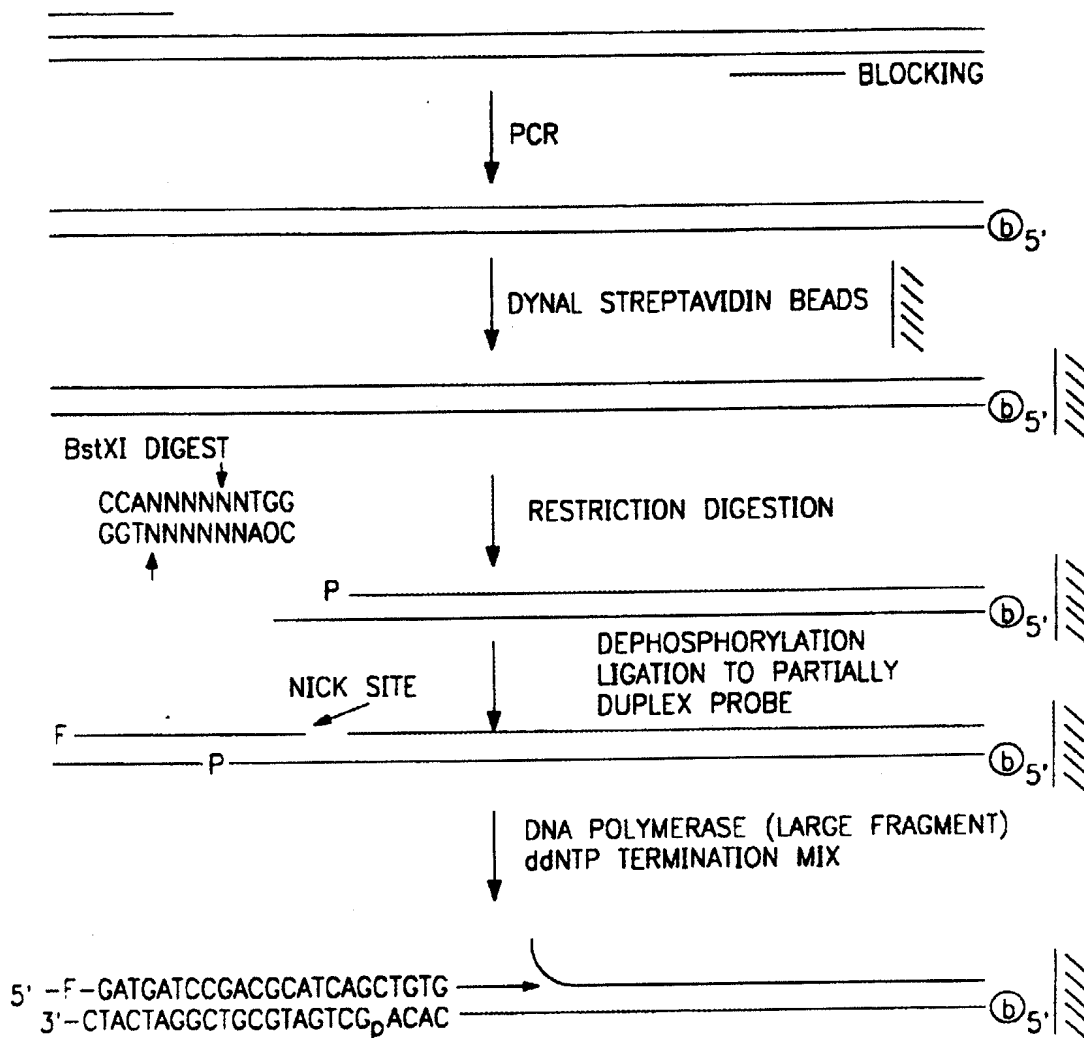 BLOCKING
PCR
b 5'
DYNAL STREPTAVIDIN BEADS
b 5'
BstXI DIGEST
CCANNNNNNTGG
GGTNNNNNNAOC
RESTRICTION DIGESTION
P
b 5'
DEPHOSPHORYLATION
LIGATION TO PARTIALLY
DUPLEX PROBE
NICK SITE
F
P
b 5'
DNA POLYMERASE (LARGE FRAGMENT)
ddNTP TERMINATION MIX
5' -F-GATGATCCGACGCATCAGCTGTG
3'-CTACTAGGCTGCGTAGTCGpACAC
b 5'